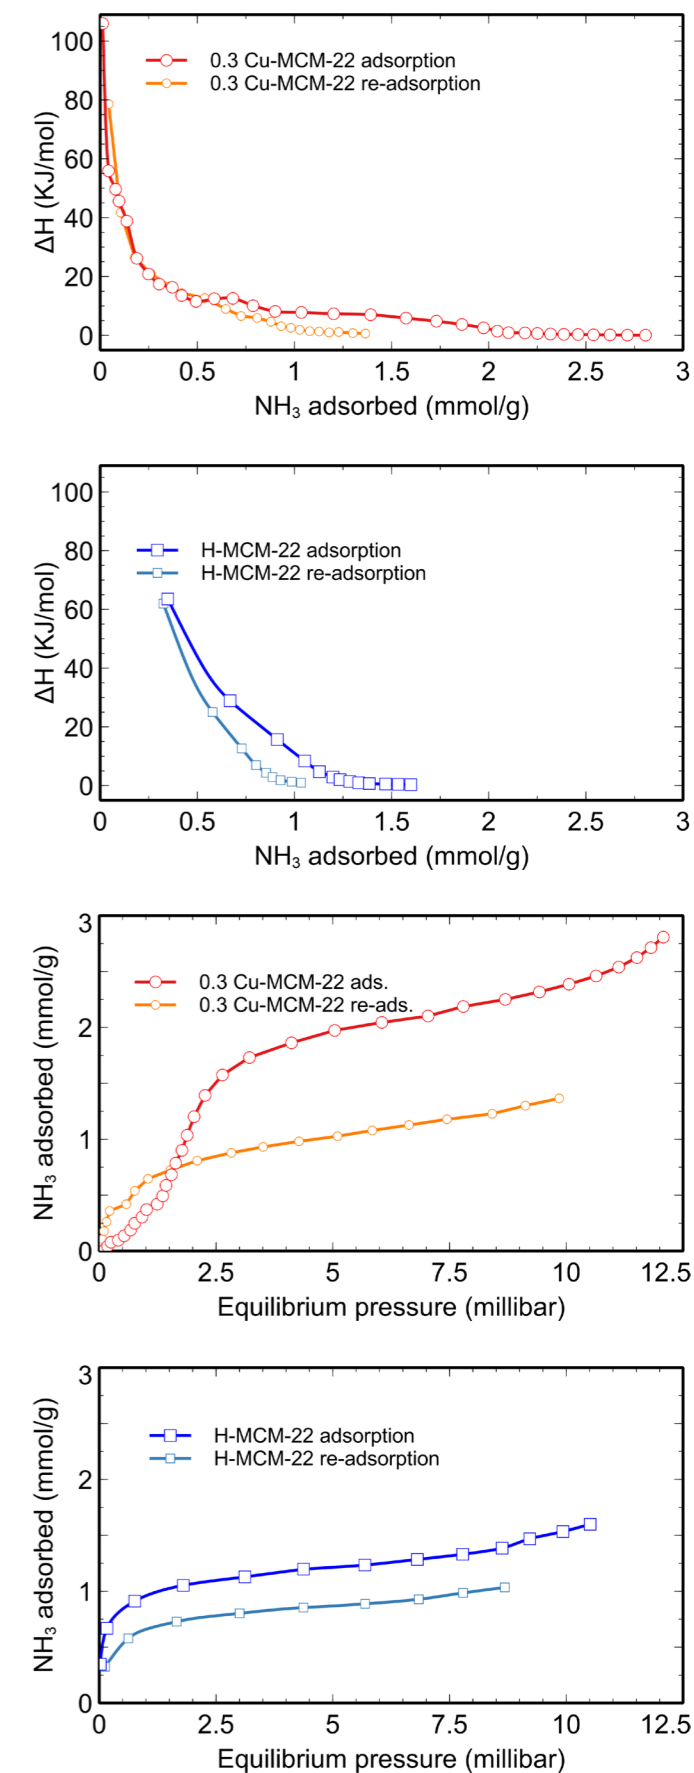 100
80
60
40
20
0
ΔH (KJ/mol)
0.3 Cu-MCM-22 adsorption
0.3 Cu-MCM-22 re-adsorption
0 0.5 1 1.5 2 2.5 3
NH₃ adsorbed (mmol/g)
100
80
60
40
20
0
ΔH (KJ/mol)
H-MCM-22 adsorption
H-MCM-22 re-adsorption
0 0.5 1 1.5 2 2.5 3
NH₃ adsorbed (mmol/g)
3
2
1
0
NH₃ adsorbed (mmol/g)
0.3 Cu-MCM-22 ads.
0.3 Cu-MCM-22 re-ads.
0 2.5 5 7.5 10 12.5
Equilibrium pressure (millibar)
3
2
1
0
NH₃ adsorbed (mmol/g)
H-MCM-22 adsorption
H-MCM-22 re-adsorption
0 2.5 5 7.5 10 12.5
Equilibrium pressure (millibar)